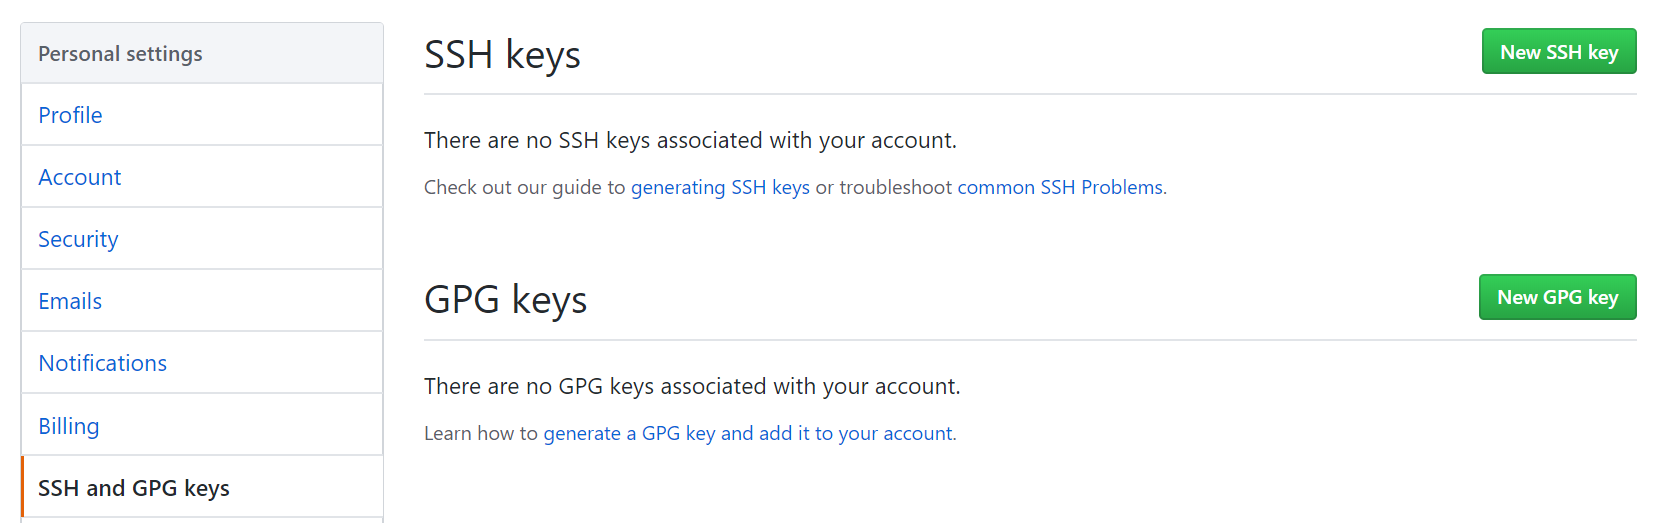 Personal settings
Profile
Account
Security
Emails
Notifications
Billing
SSH and GPG keys
SSH keys
New SSH key
There are no SSH keys associated with your account.
Check out our guide to generating SSH keys or troubleshoot common SSH Problems.
GPG keys
New GPG key
There are no GPG keys associated with your account.
Learn how to generate a GPG key and add it to your account.